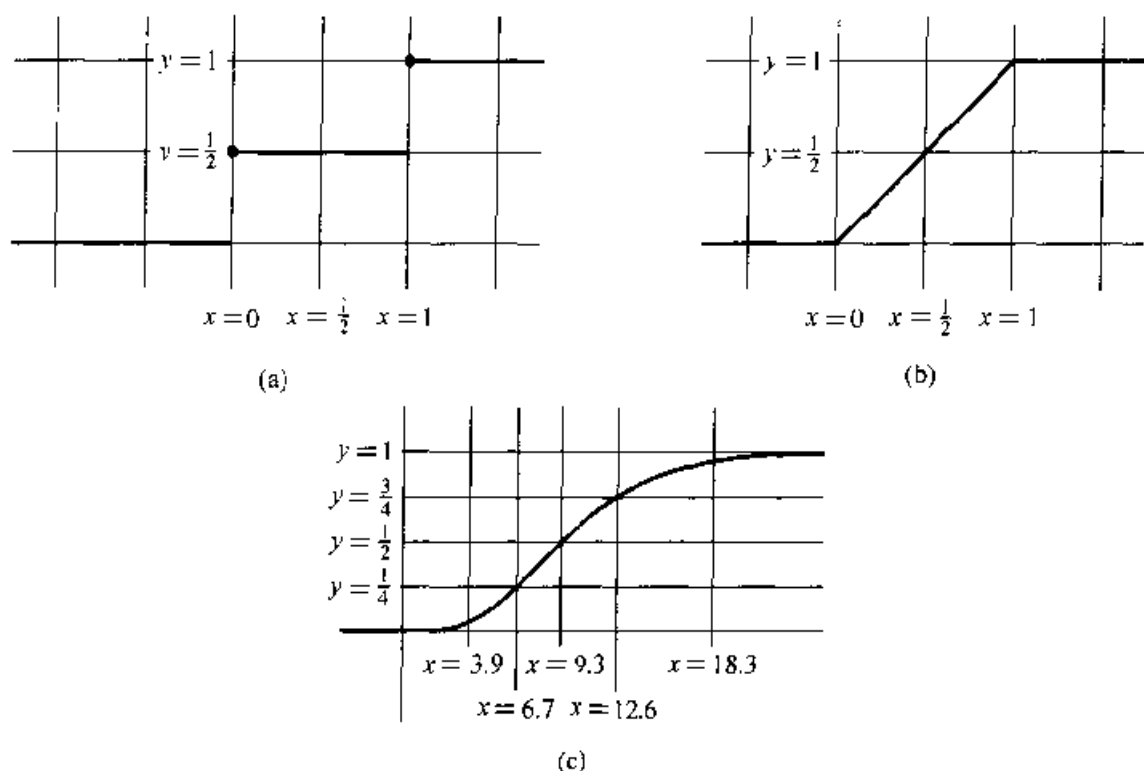 y = 1
y = 1/2
x = 0 x = 1/2 x = 1
(a)
y = 1
y = 1/2
x = 0 x = 1/2 x = 1
(b)
y = 1
y = 3/4
y = 1/2
y = 1/4
x = 3.9 x = 9.3 x = 18.3
x = 6.7 x = 12.6
(c)